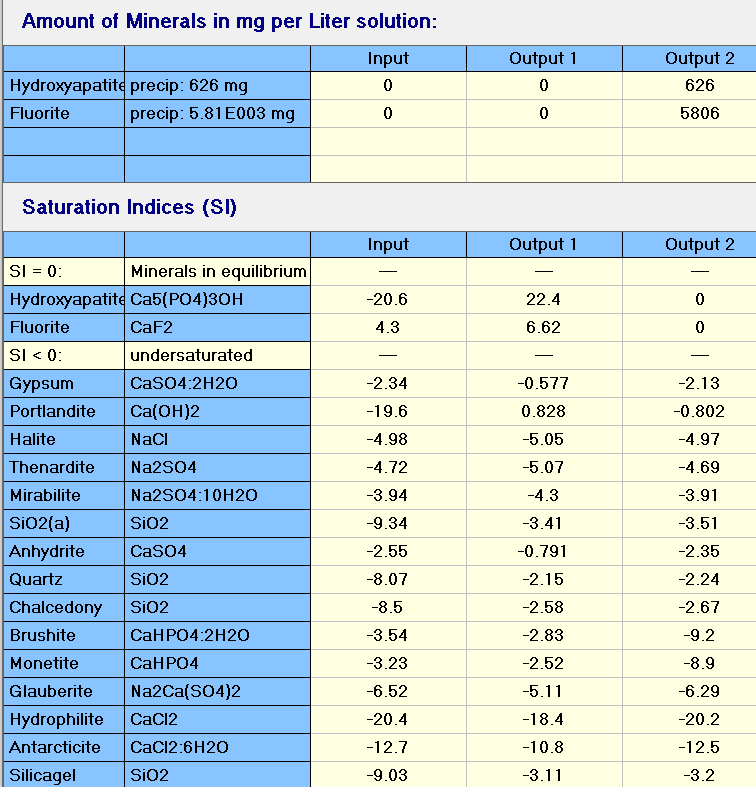 Amount of Minerals in mg per Liter solution:
Input Output 1 Output 2
Hydroxyapatite precip: 626 mg 0 0 626
Fluorite precip: 5.81E003 mg 0 0 5806
Saturation Indices (SI)
Input Output 1 Output 2
SI = 0: Minerals in equilibrium — — —
Hydroxyapatite Ca5(PO4)3OH -20.6 22.4 0
Fluorite CaF2 4.3 6.62 0
SI < 0: undersaturated — — —
Gypsum CaSO4:2H2O -2.34 -0.577 -2.13
Portlandite Ca(OH)2 -19.6 0.828 -0.802
Halite NaCl -4.98 -5.05 -4.97
Thenardite Na2SO4 -4.72 -5.07 -4.69
Mirabilite Na2SO4:10H2O -3.94 -4.3 -3.91
SiO2(a) SiO2 -9.34 -3.41 -3.51
Anhydrite CaSO4 -2.55 -0.791 -2.35
Quartz SiO2 -8.07 -2.15 -2.24
Chalcedony SiO2 -8.5 -2.58 -2.67
Brushite CaHPO4:2H2O -3.54 -2.83 -9.2
Monetite CaHPO4 -3.23 -2.52 -8.9
Glauberite Na2Ca(SO4)2 -6.52 -5.11 -6.29
Hydrophilite CaCl2 -20.4 -18.4 -20.2
Antarcticite CaCl2:6H2O -12.7 -10.8 -12.5
Silicagel SiO2 -9.03 -3.11 -3.2